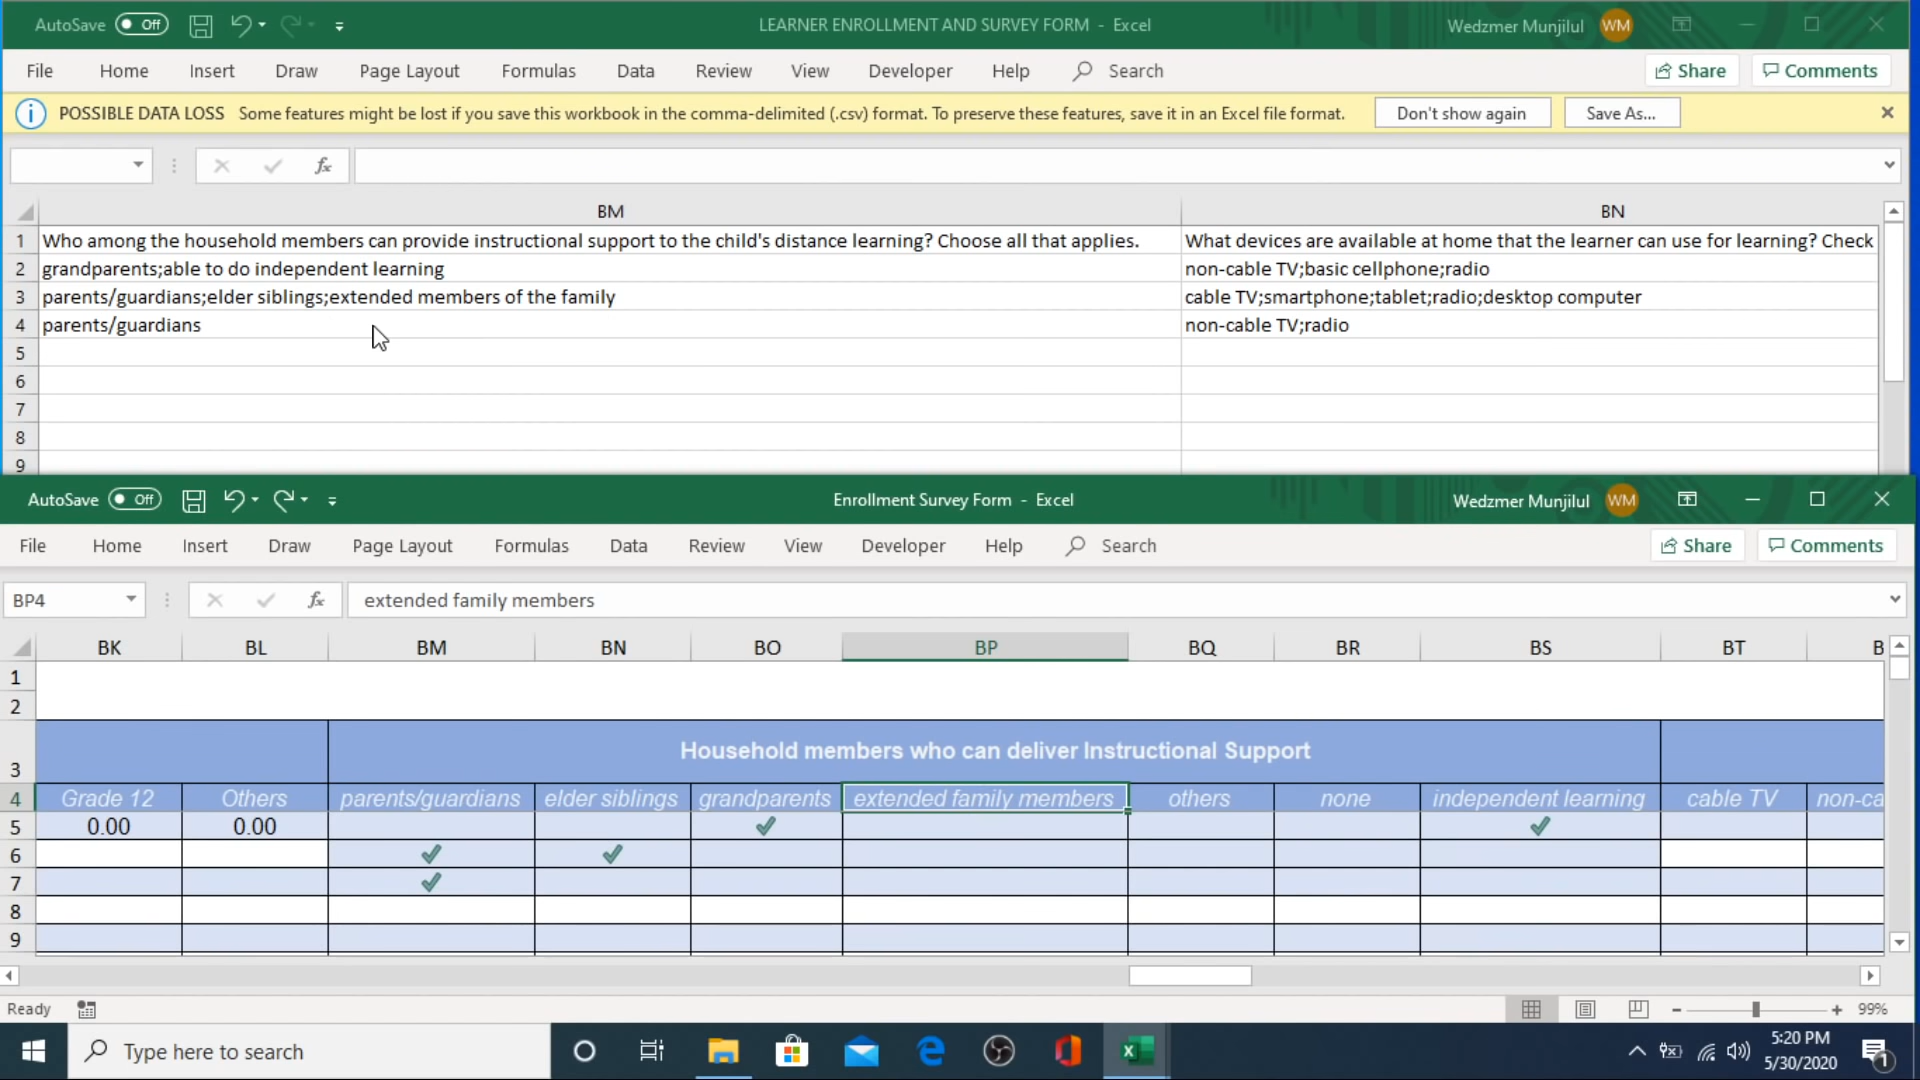 AutoSave Off LEARNER ENROLLMENT AND SURVEY FORM - Excel Wedzmer Munjilul WM
File Home Insert Draw Page Layout Formulas Data Review View Developer Help Search Share Comments
POSSIBLE DATA LOSS Some features might be lost if you save this workbook in the comma-delimited (.csv) format. To preserve these features, save it in an Excel file format. Don't show again Save As...
fx
BM BN
1 Who among the household members can provide instructional support to the child's distance learning? Choose all that applies. What devices are available at home that the learner can use for learning? Check
2 grandparents;able to do independent learning non-cable TV;basic cellphone;radio
3 parents/guardians;elder siblings;extended members of the family cable TV;smartphone;tablet;radio;desktop computer
4 parents/guardians non-cable TV;radio
5
6
7
8
9
AutoSave Off Enrollment Survey Form - Excel Wedzmer Munjilul WM
File Home Insert Draw Page Layout Formulas Data Review View Developer Help Search Share Comments
BP4 fx extended family members
BK BL BM BN BO BP BQ BR BS BT B
1
2
3 Household members who can deliver Instructional Support
4 Grade 12 Others parents/guardians elder siblings grandparents extended family members others none independent learning cable TV non-ca
5 0.00 0.00
6
7
8
9
Ready 99%
Type here to search 5:20 PM
5/30/2020 1